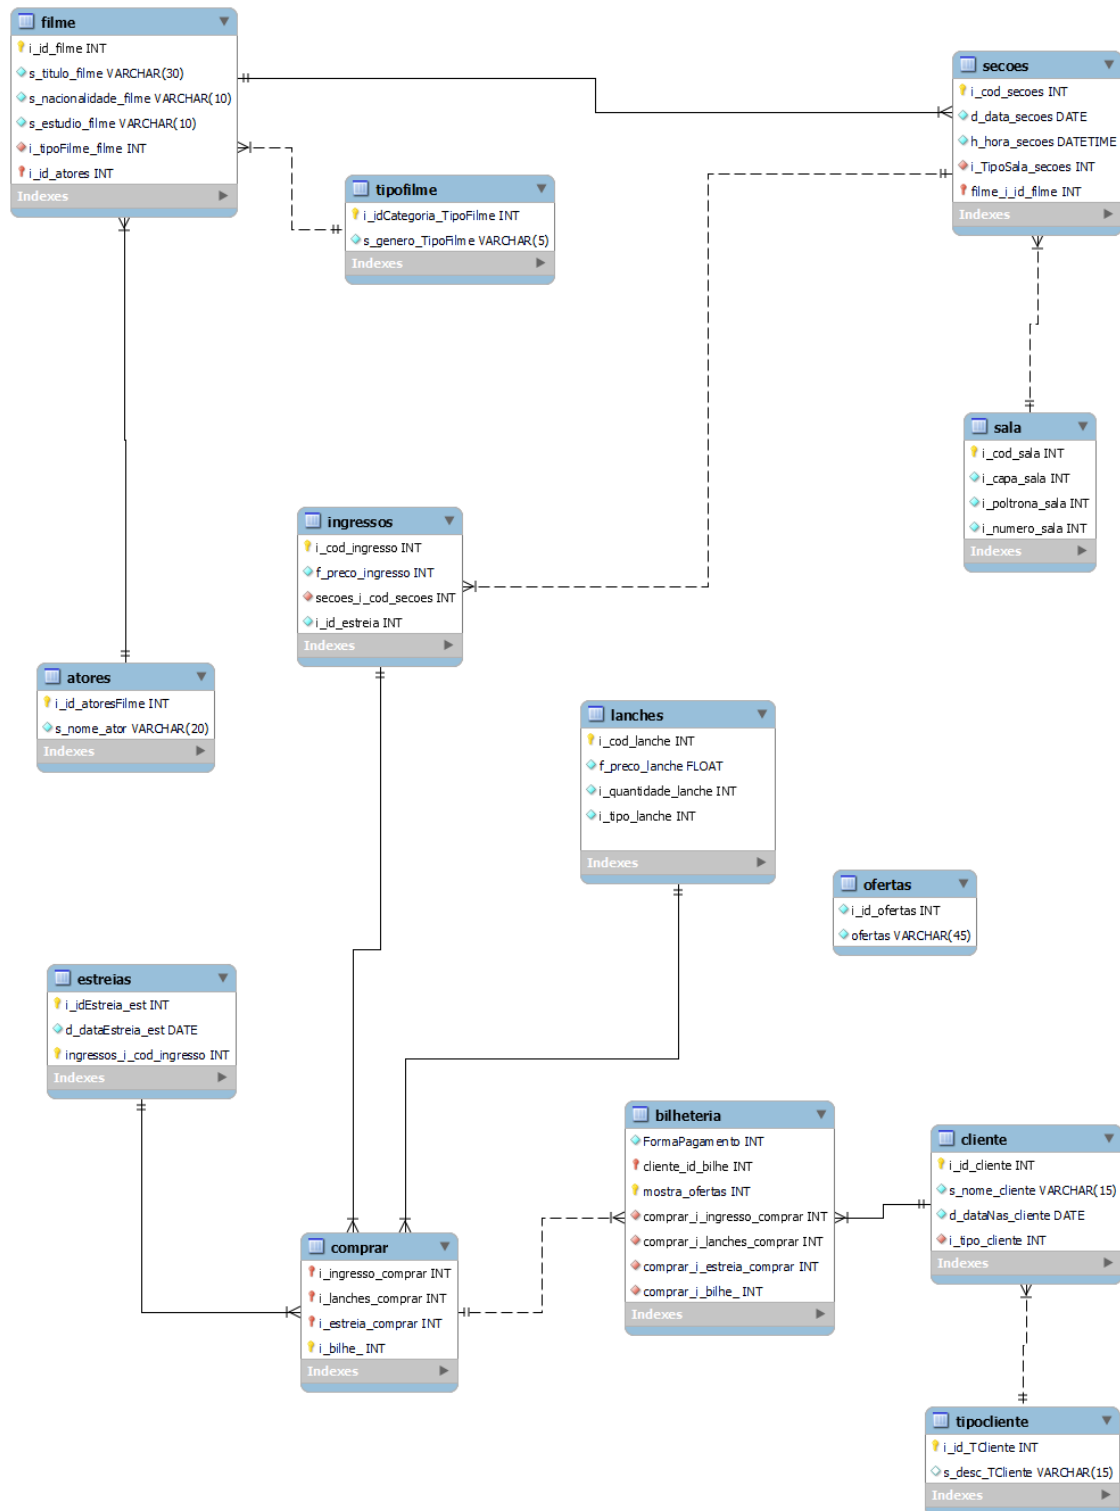 filme
i_id_filme INT
s_titulo_filme VARCHAR(30)
s_nacionalidade_filme VARCHAR(10)
s_estudio_filme VARCHAR(10)
i_tipoFilme_filme INT
i_id_atores INT
Indexes
secoes
i_cod_secoes INT
d_data_secoes DATE
h_hora_secoes DATETIME
i_TipoSala_secoes INT
filme_i_id_filme INT
Indexes
tipofilme
i_idCategoria_TipoFilme INT
s_genero_TipoFilme VARCHAR(5)
Indexes
sala
i_cod_sala INT
i_capa_sala INT
i_poltrona_sala INT
i_numero_sala INT
Indexes
ingressos
i_cod_ingresso INT
f_preco_ingresso INT
secoes_i_cod_secoes INT
i_id_estreia INT
Indexes
atores
i_id_atoresFilme INT
s_nome_ator VARCHAR(20)
Indexes
lanches
i_cod_lanche INT
f_preco_lanche FLOAT
i_quantidade_lanche INT
i_tipo_lanche INT
Indexes
ofertas
i_id_ofertas INT
ofertas VARCHAR(45)
estreias
i_idEstreia_est INT
d_dataEstreia_est DATE
ingressos_i_cod_ingresso INT
Indexes
bilheteria
FormaPagamento INT
cliente_id_bilhe INT
mostra_ofertas INT
comprar_i_ingresso_comprar INT
comprar_i_lanches_comprar INT
comprar_i_estreia_comprar INT
comprar_i_bilhe_ INT
Indexes
cliente
i_id_cliente INT
s_nome_cliente VARCHAR(15)
d_dataNas_cliente DATE
i_tipo_cliente INT
Indexes
comprar
i_ingresso_comprar INT
i_lanches_comprar INT
i_estreia_comprar INT
i_bilhe_ INT
Indexes
tipocliente
i_id_TCliente INT
s_desc_TCliente VARCHAR(15)
Indexes